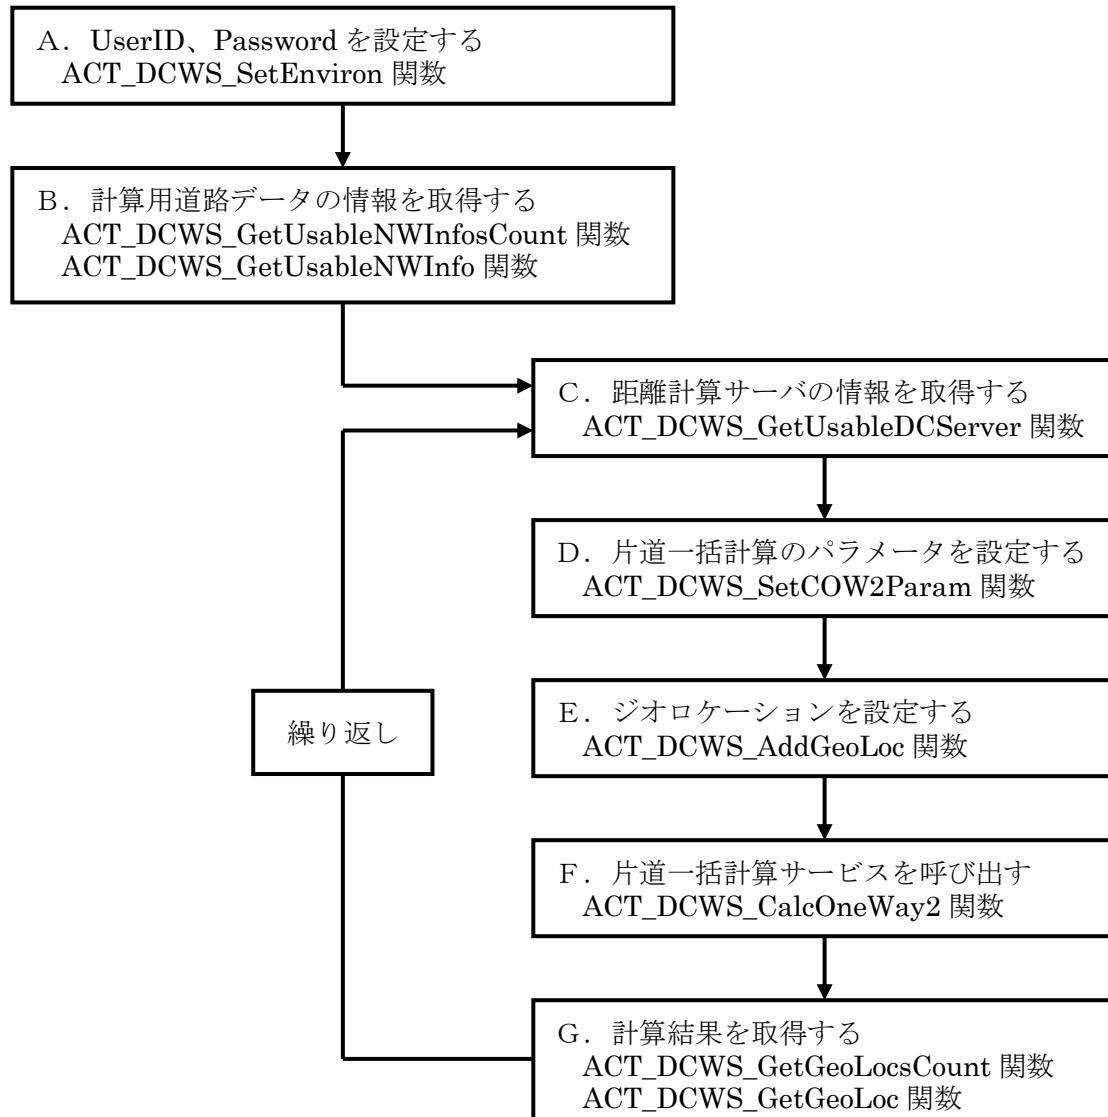 A．UserID、Password を設定する
ACT_DCWS_SetEnviron 関数
B．計算用道路データの情報を取得する
ACT_DCWS_GetUsableNWInfosCount 関数
ACT_DCWS_GetUsableNWInfo 関数
C．距離計算サーバの情報を取得する
ACT_DCWS_GetUsableDCServer 関数
D．片道一括計算のパラメータを設定する
ACT_DCWS_SetCOW2Param 関数
E．ジオロケーションを設定する
ACT_DCWS_AddGeoLoc 関数
繰り返し
F．片道一括計算サービスを呼び出す
ACT_DCWS_CalcOneWay2 関数
G．計算結果を取得する
ACT_DCWS_GetGeoLocsCount 関数
ACT_DCWS_GetGeoLoc 関数